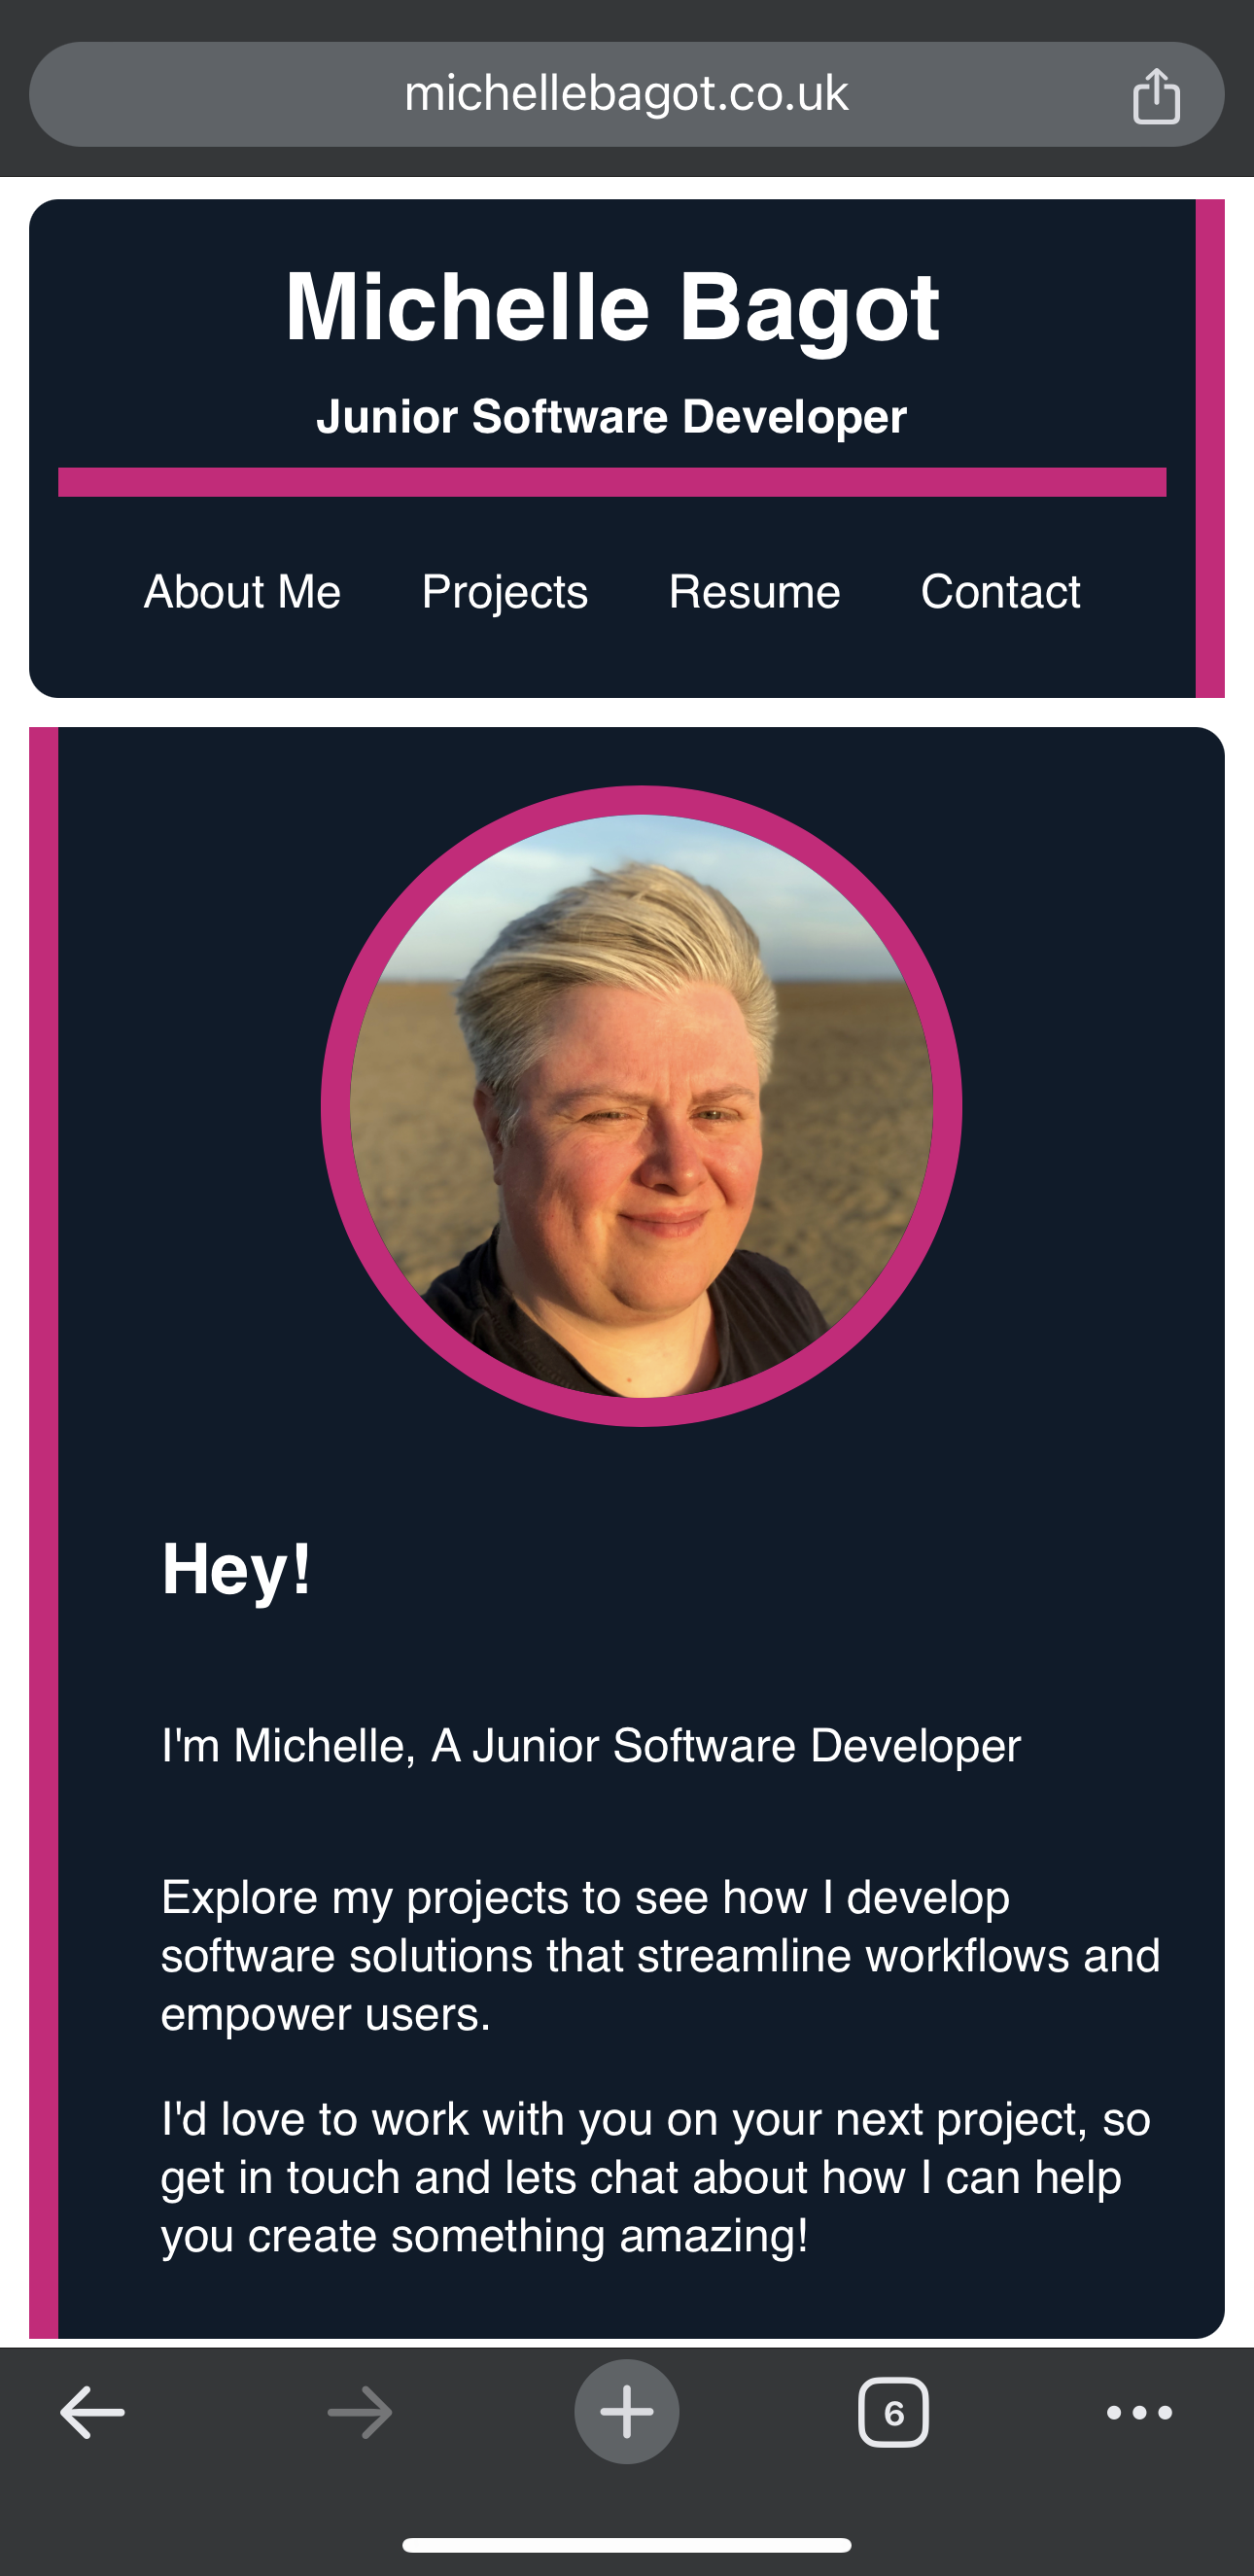 michellebagot.co.uk
Michelle Bagot
Junior Software Developer
About Me Projects Resume Contact
Hey!
I'm Michelle, A Junior Software Developer
Explore my projects to see how I develop
software solutions that streamline workflows and
empower users.
I'd love to work with you on your next project, so
get in touch and lets chat about how I can help
you create something amazing!
6